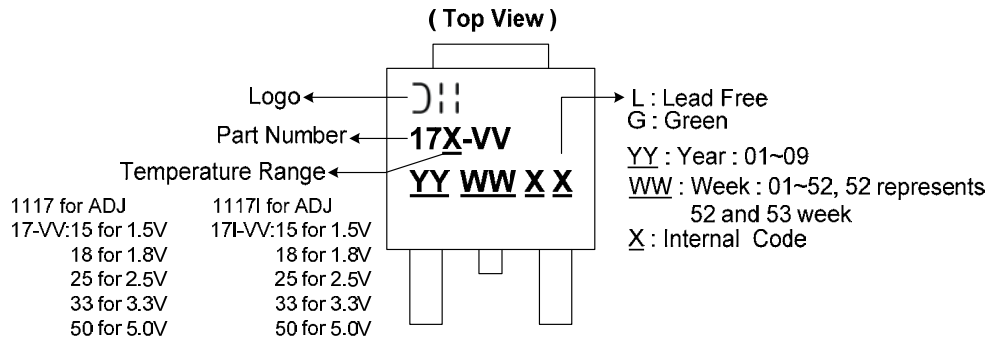 ( Top View )
Logo
Part Number
Temperature Range
1117 for ADJ
17-VV:15 for 1.5V
18 for 1.8V
25 for 2.5V
33 for 3.3V
50 for 5.0V
1117I for ADJ
17I-VV:15 for 1.5V
18 for 1.8V
25 for 2.5V
33 for 3.3V
50 for 5.0V
17X-VV
YY WW X X
L : Lead Free
G : Green
YY : Year : 01~09
WW : Week : 01~52, 52 represents
52 and 53 week
X : Internal Code